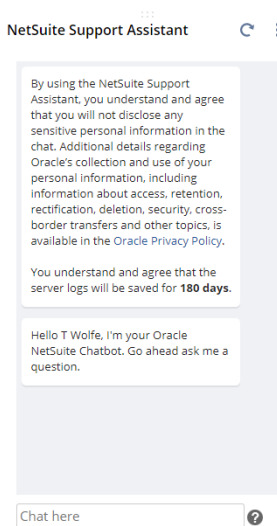 NetSuite Support Assistant
By using the NetSuite Support
Assistant, you understand and agree
that you will not disclose any
sensitive personal information in the
chat. Additional details regarding
Oracle's collection and use of your
personal information, including
information about access, retention,
rectification, deletion, security, cross-
border transfers and other topics, is
available in the Oracle Privacy Policy.
You understand and agree that the
server logs will be saved for 180 days.
Hello T Wolfe, I'm your Oracle
NetSuite Chatbot. Go ahead ask me a
question.
Chat here
?